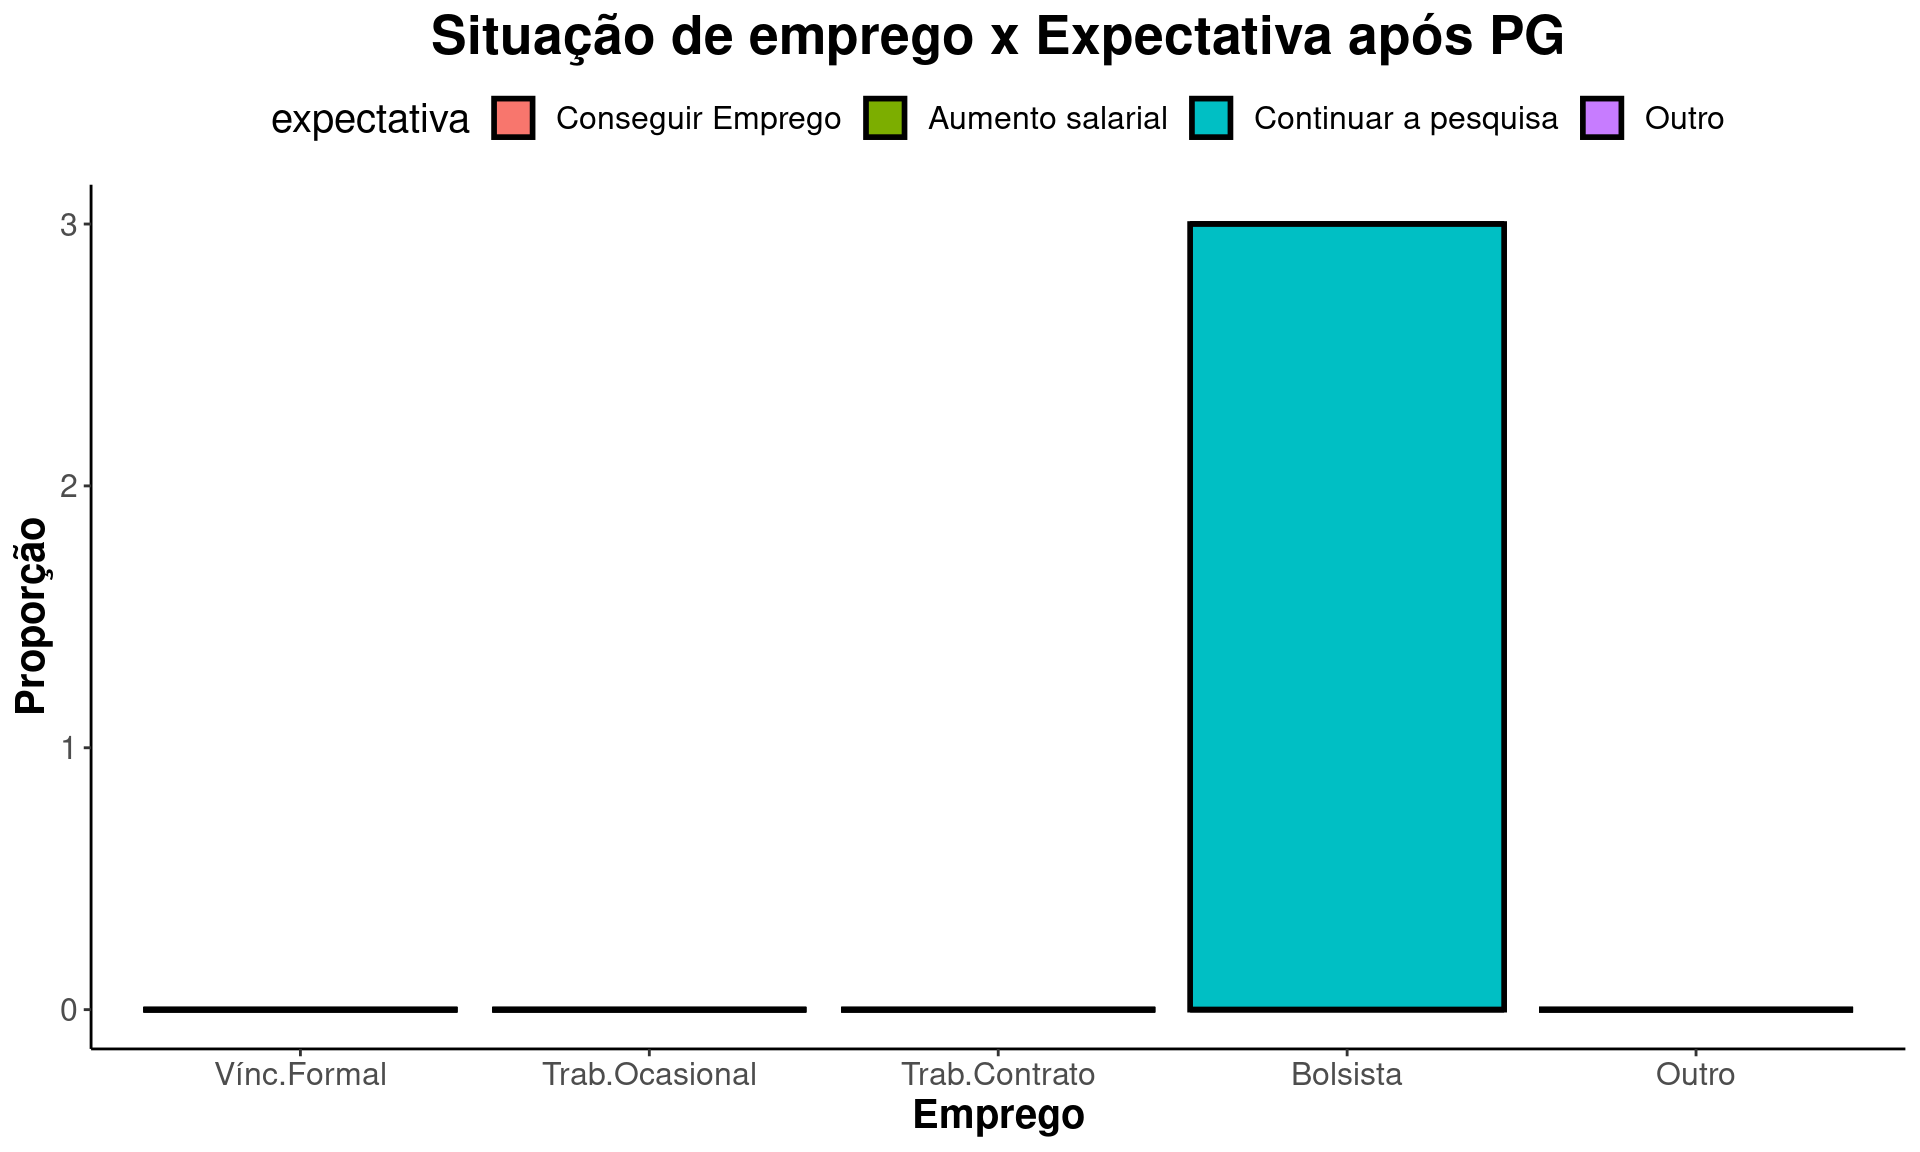 Situação de emprego x Expectativa após PG
expectativa Conseguir Emprego Aumento salarial Continuar a pesquisa Outro
3
2
1
0
Proporção
Vínc.Formal Trab.Ocasional Trab.Contrato Bolsista Outro
Emprego